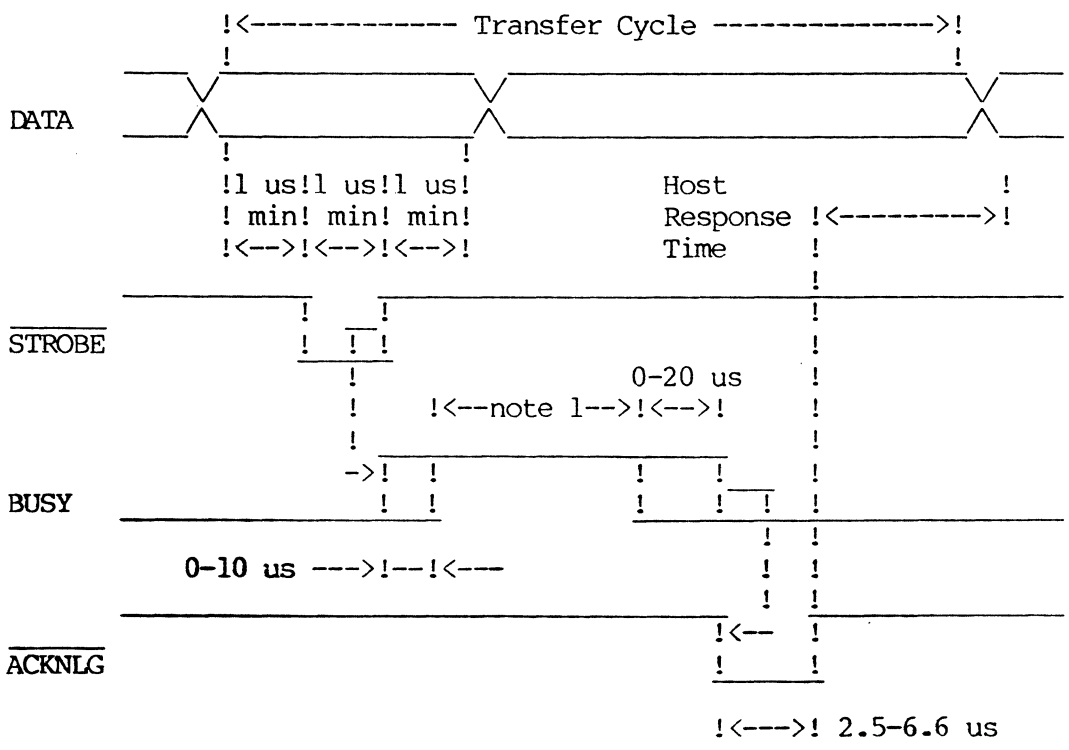 !<------------- Transfer Cycle ------------->!
DATA
!1 us!1 us!1 us!
! min! min! min!
!<-->!<-->!<-->!
Host !
Response !<--------->!
Time !
STROBE
0-20 us
!<--note 1-->!<-->!
->!
BUSY
0-10 us --->!--!<---
!<--
ACKNLG
!<--->! 2.5-6.6 us